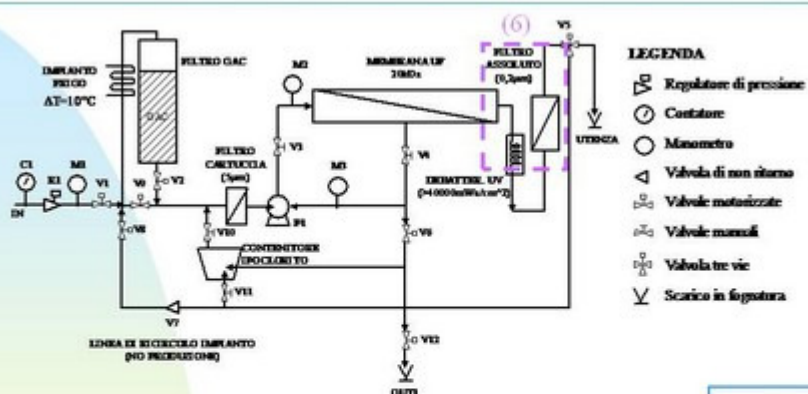 (6)
V5
FILTRO
ASSOLUTO
(0,2µm)
MEMBRANA UF
M2
FILTRO GAC
IMPIANTO
FRIGO
ΔT=10°C
GAC
LEGENDA
Regolatore di pressione
Contatore
Manometro
Valvola di non ritorno
Valvole motorizzate
Valvole manuali
Valvola tre vie
Scarico in fognatura
UTENZA
V3
V4
FILTRO
CARTUCCIA
(5µm)
M3
DEBATTER. UV
C1
R1
M1
V1
V9
V2
IN
P1
V8
V10
V6
CONTENITORE
IPOCLORITO
V11
V7
LINEA DI RICIRCOLO IMPIANTO
(NO PRODUZIONE)
V12
OUT1